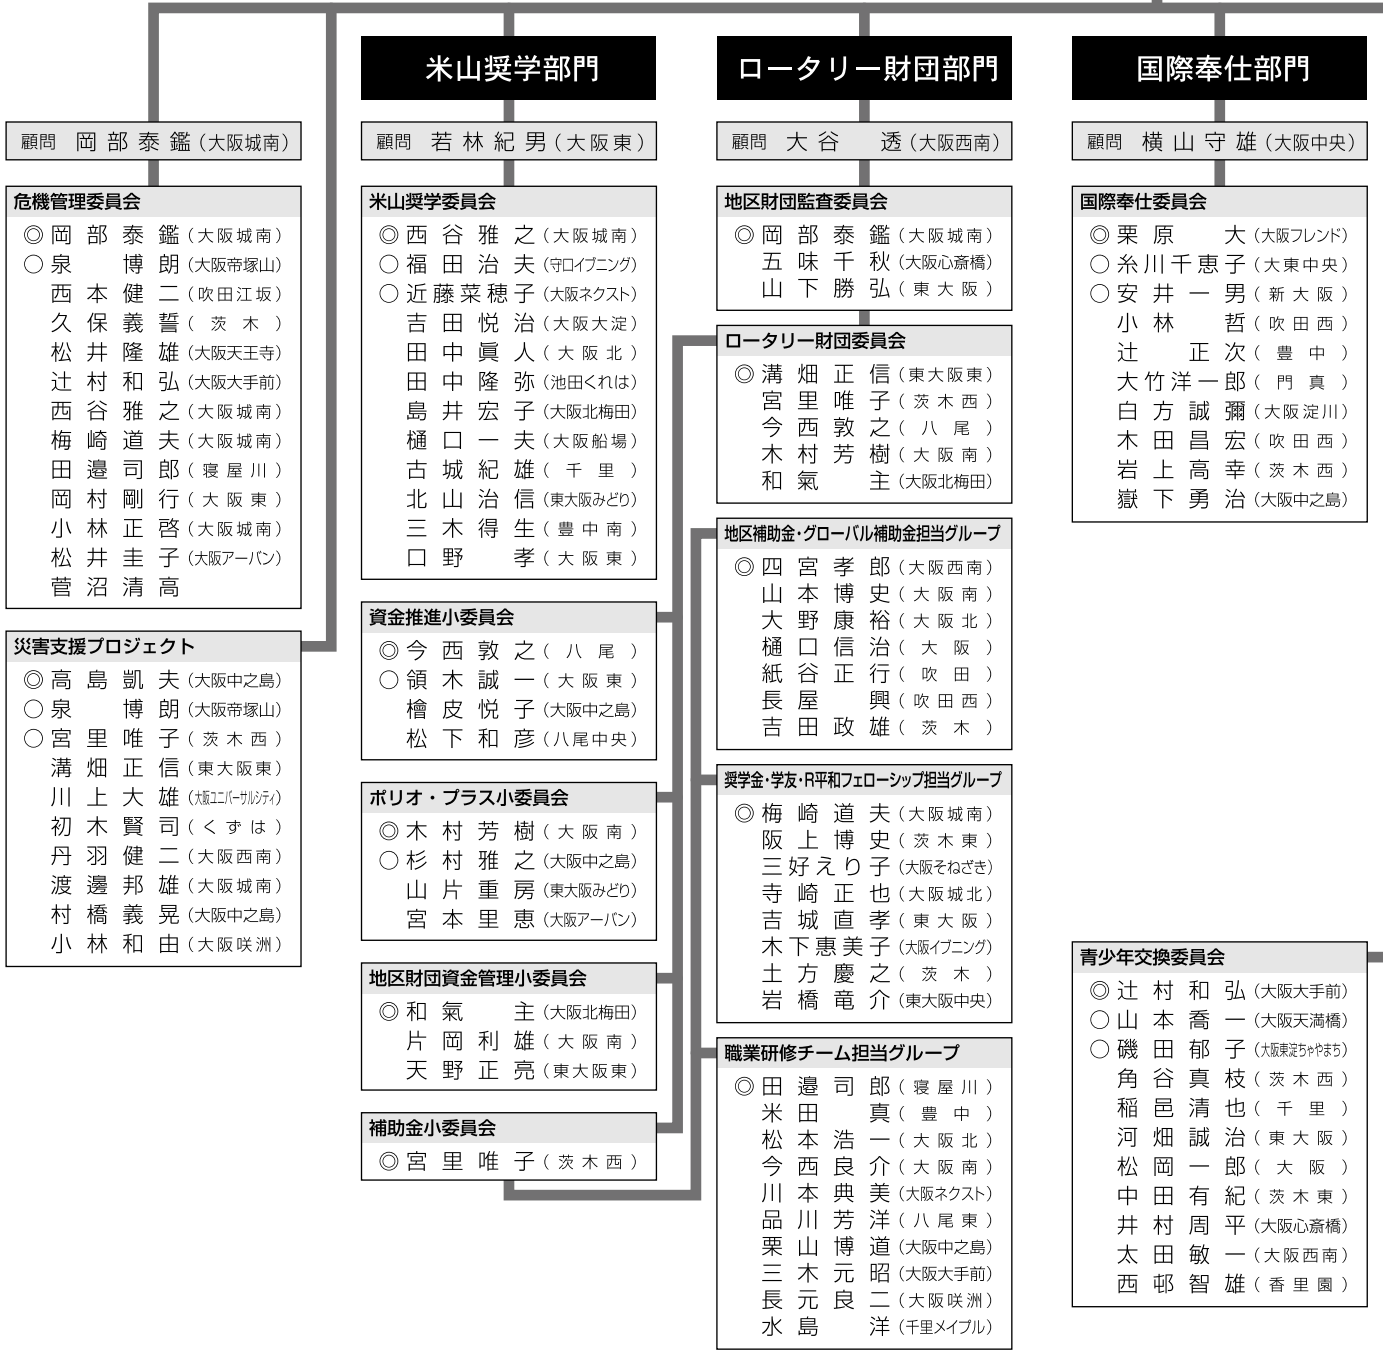 顧問 岡部泰鑑(大阪城南)
危機管理委員会
◎岡部泰鑑(大阪城南)
○泉 博朗(大阪帝塚山)
西本健二(吹田江坂)
久保義誓(茨木)
松井隆雄(大阪天王寺)
辻村和弘(大阪大手前)
西谷雅之(大阪城南)
梅崎道夫(大阪城南)
田邉司郎(寝屋川)
岡村剛行(大阪東)
小林正啓(大阪城南)
松井圭子(大阪アーバン)
菅沼清高
災害支援プロジェクト
◎高島凱夫(大阪中之島)
○泉 博朗(大阪帝塚山)
○宮里唯子(茨木西)
溝畑正信(東大阪東)
川上大雄(大阪ユニバーサルシティ)
初木賢司(くずは)
丹羽健二(大阪西南)
渡邊邦雄(大阪城南)
村橋義晃(大阪中之島)
小林和由(大阪咲洲)
米山奨学部門
顧問 若林紀男(大阪東)
米山奨学委員会
◎西谷雅之(大阪城南)
○福田治夫(守口イブニング)
○近藤菜穂子(大阪ネクスト)
吉田悦治(大阪大淀)
田中眞人(大阪北)
田中隆弥(池田くれは)
島井宏子(大阪北梅田)
樋口一夫(大阪船場)
古城紀雄(千里)
北山治信(東大阪みどり)
三木得生(豊中南)
口野 孝(大阪東)
資金推進小委員会
◎今西敦之(八尾)
○領木誠一(大阪東)
檜皮悦子(大阪中之島)
松下和彦(八尾中央)
ポリオ・プラス小委員会
◎木村芳樹(大阪南)
○杉村雅之(大阪中之島)
山片重房(東大阪みどり)
宮本里恵(大阪アーバン)
地区財団資金管理小委員会
◎和氣 主(大阪北梅田)
片岡利雄(大阪南)
天野正亮(東大阪東)
補助金小委員会
◎宮里唯子(茨木西)
ロータリー財団部門
顧問 大谷 透(大阪西南)
地区財団監査委員会
◎岡部泰鑑(大阪城南)
五味千秋(大阪心斎橋)
山下勝弘(東大阪)
ロータリー財団委員会
◎溝畑正信(東大阪東)
宮里唯子(茨木西)
今西敦之(八尾)
木村芳樹(大阪南)
和氣 主(大阪北梅田)
地区補助金・グローバル補助金担当グループ
◎四宮孝郎(大阪西南)
山本博史(大阪南)
大野康裕(大阪北)
樋口信治(大阪)
紙谷正行(吹田)
長屋 興(吹田西)
吉田政雄(茨木)
奨学金・学友・R平和フェローシップ担当グループ
◎梅崎道夫(大阪城南)
阪上博史(茨木東)
三好えり子(大阪そねざき)
寺崎正也(大阪城北)
吉城直孝(東大阪)
木下惠美子(大阪イブニング)
土方慶之(茨木)
岩橋竜介(東大阪中央)
職業研修チーム担当グループ
◎田邉司郎(寝屋川)
米田 真(豊中)
松本浩一(大阪北)
今西良介(大阪南)
川本典美(大阪ネクスト)
品川芳洋(八尾東)
栗山博道(大阪中之島)
三木元昭(大阪大手前)
長元良二(大阪咲洲)
水島 洋(千里メイプル)
国際奉仕部門
顧問 横山守雄(大阪中央)
国際奉仕委員会
◎栗原 大(大阪フレンド)
○糸川千恵子(大東中央)
○安井一男(新大阪)
小林 哲(吹田西)
辻 正次(豊中)
大竹洋一郎(門真)
白方誠彌(大阪淀川)
木田昌宏(吹田西)
岩上高幸(茨木西)
嶽下勇治(大阪中之島)
青少年交換委員会
◎辻村和弘(大阪大手前)
○山本喬一(大阪天満橋)
○磯田郁子(大阪東淀ちゃやまち)
角谷真枝(茨木西)
稲邑清也(千里)
河畑誠治(東大阪)
松岡一郎(大阪)
中田有紀(茨木東)
井村周平(大阪心斎橋)
太田敏一(大阪西南)
西邨智雄(香里園)